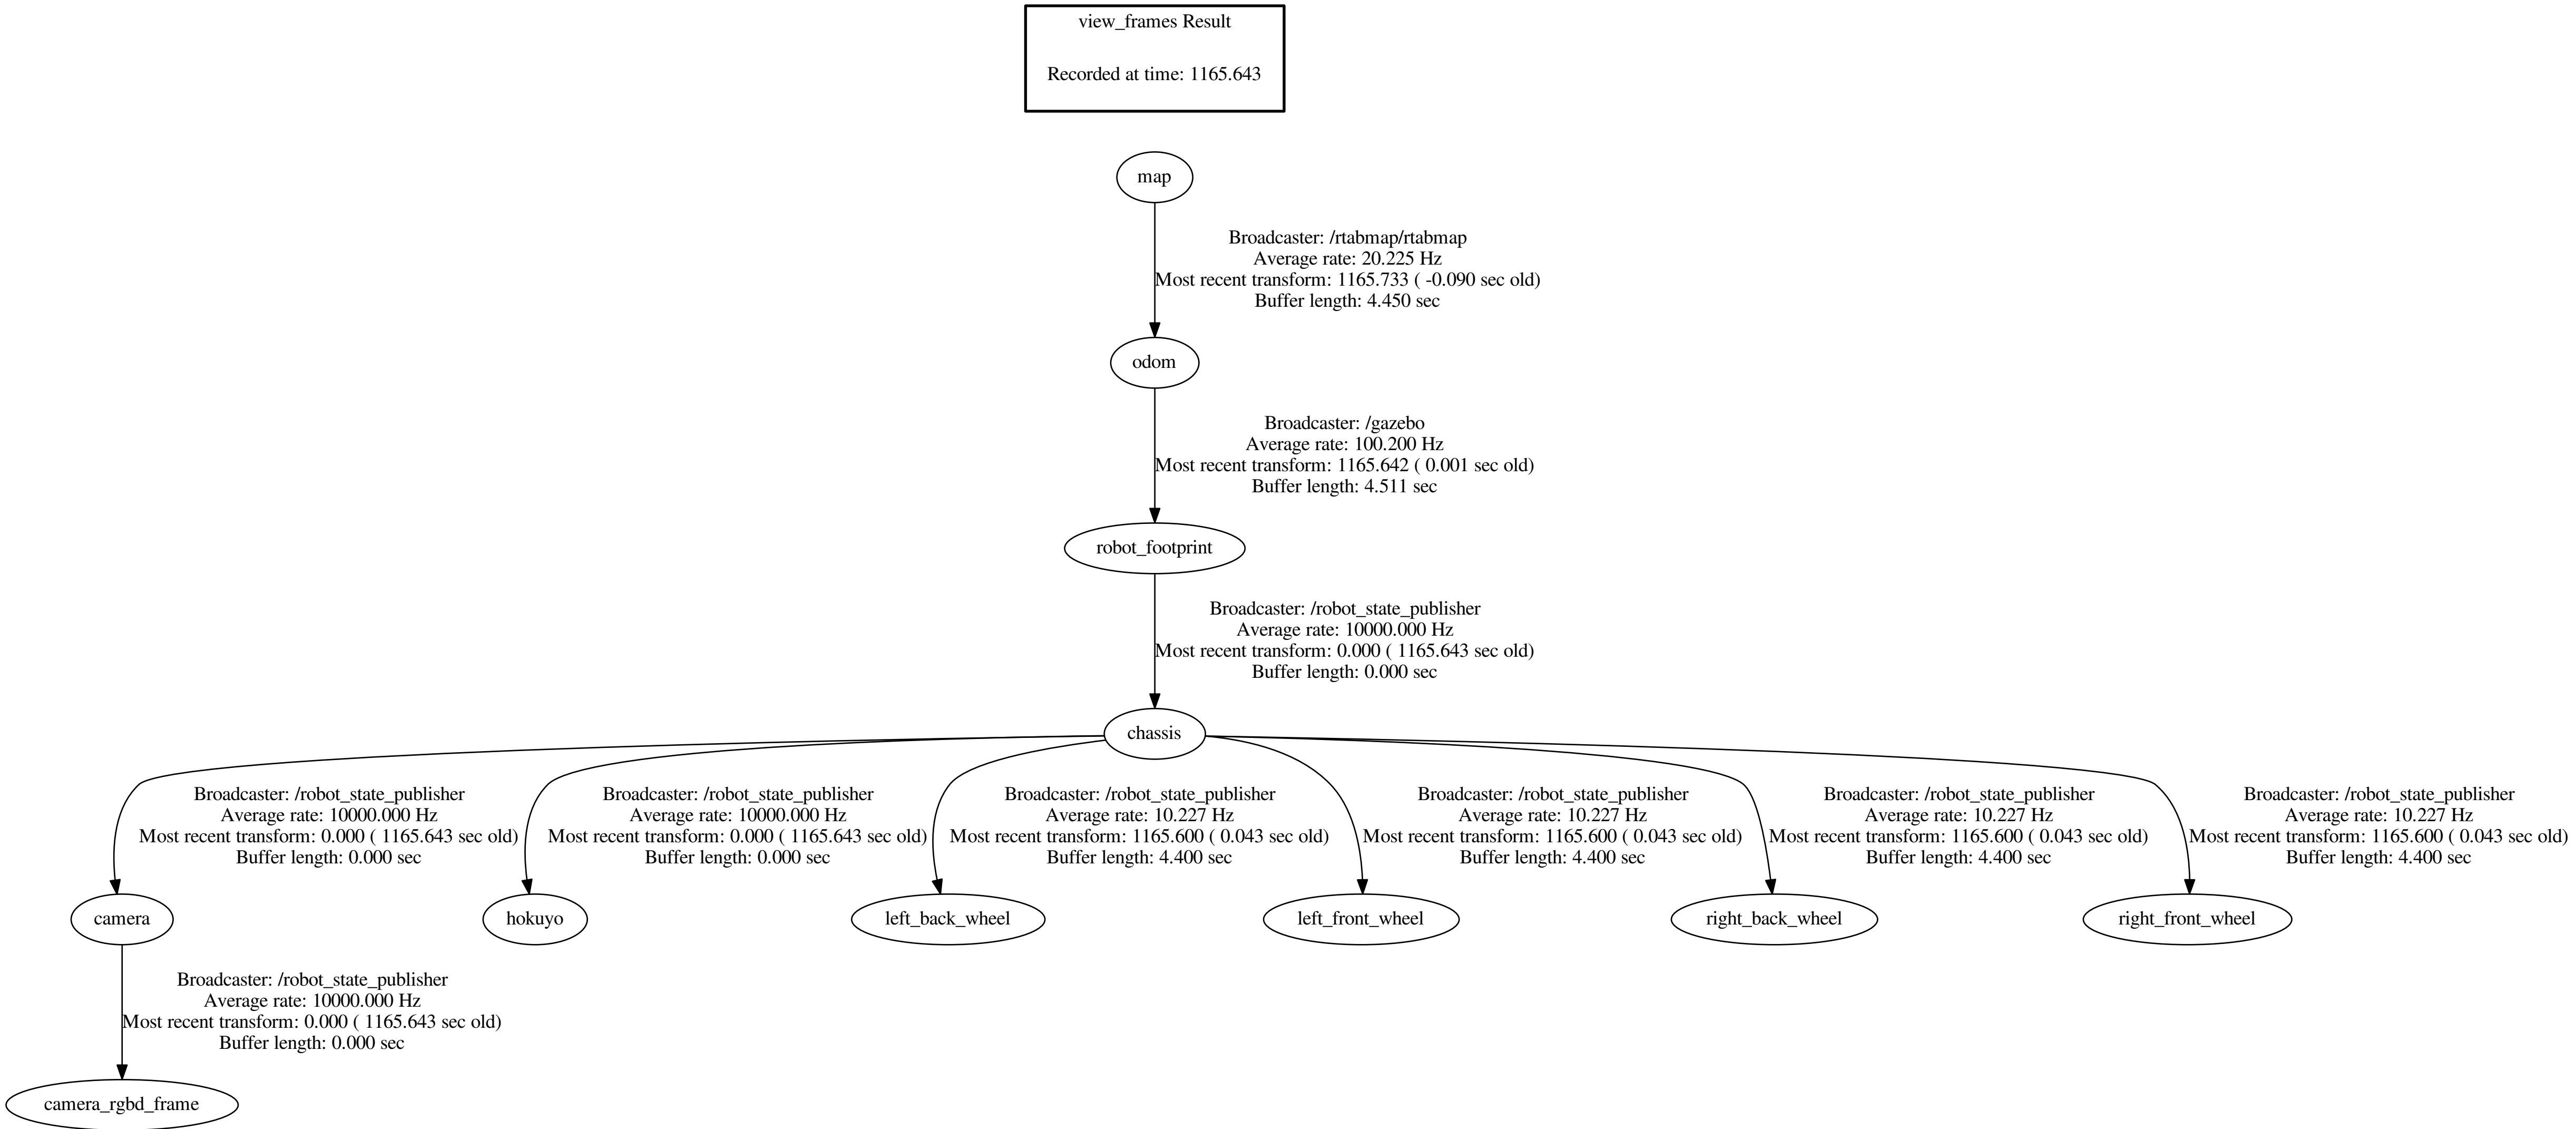 view_frames Result
Recorded at time: 1165.643
map
Broadcaster: /rtabmap/rtabmap
Average rate: 20.225 Hz
Most recent transform: 1165.733 ( -0.090 sec old)
Buffer length: 4.450 sec
odom
Broadcaster: /gazebo
Average rate: 100.200 Hz
Most recent transform: 1165.642 ( 0.001 sec old)
Buffer length: 4.511 sec
robot_footprint
Broadcaster: /robot_state_publisher
Average rate: 10000.000 Hz
Most recent transform: 0.000 ( 1165.643 sec old)
Buffer length: 0.000 sec
chassis
Broadcaster: /robot_state_publisher
Average rate: 10000.000 Hz
Most recent transform: 0.000 ( 1165.643 sec old)
Buffer length: 0.000 sec
Broadcaster: /robot_state_publisher
Average rate: 10000.000 Hz
Most recent transform: 0.000 ( 1165.643 sec old)
Buffer length: 0.000 sec
Broadcaster: /robot_state_publisher
Average rate: 10.227 Hz
Most recent transform: 1165.600 ( 0.043 sec old)
Buffer length: 4.400 sec
Broadcaster: /robot_state_publisher
Average rate: 10.227 Hz
Most recent transform: 1165.600 ( 0.043 sec old)
Buffer length: 4.400 sec
Broadcaster: /robot_state_publisher
Average rate: 10.227 Hz
Most recent transform: 1165.600 ( 0.043 sec old)
Buffer length: 4.400 sec
Broadcaster: /robot_state_publisher
Average rate: 10.227 Hz
Most recent transform: 1165.600 ( 0.043 sec old)
Buffer length: 4.400 sec
camera
hokuyo
left_back_wheel
left_front_wheel
right_back_wheel
right_front_wheel
Broadcaster: /robot_state_publisher
Average rate: 10000.000 Hz
Most recent transform: 0.000 ( 1165.643 sec old)
Buffer length: 0.000 sec
camera_rgbd_frame